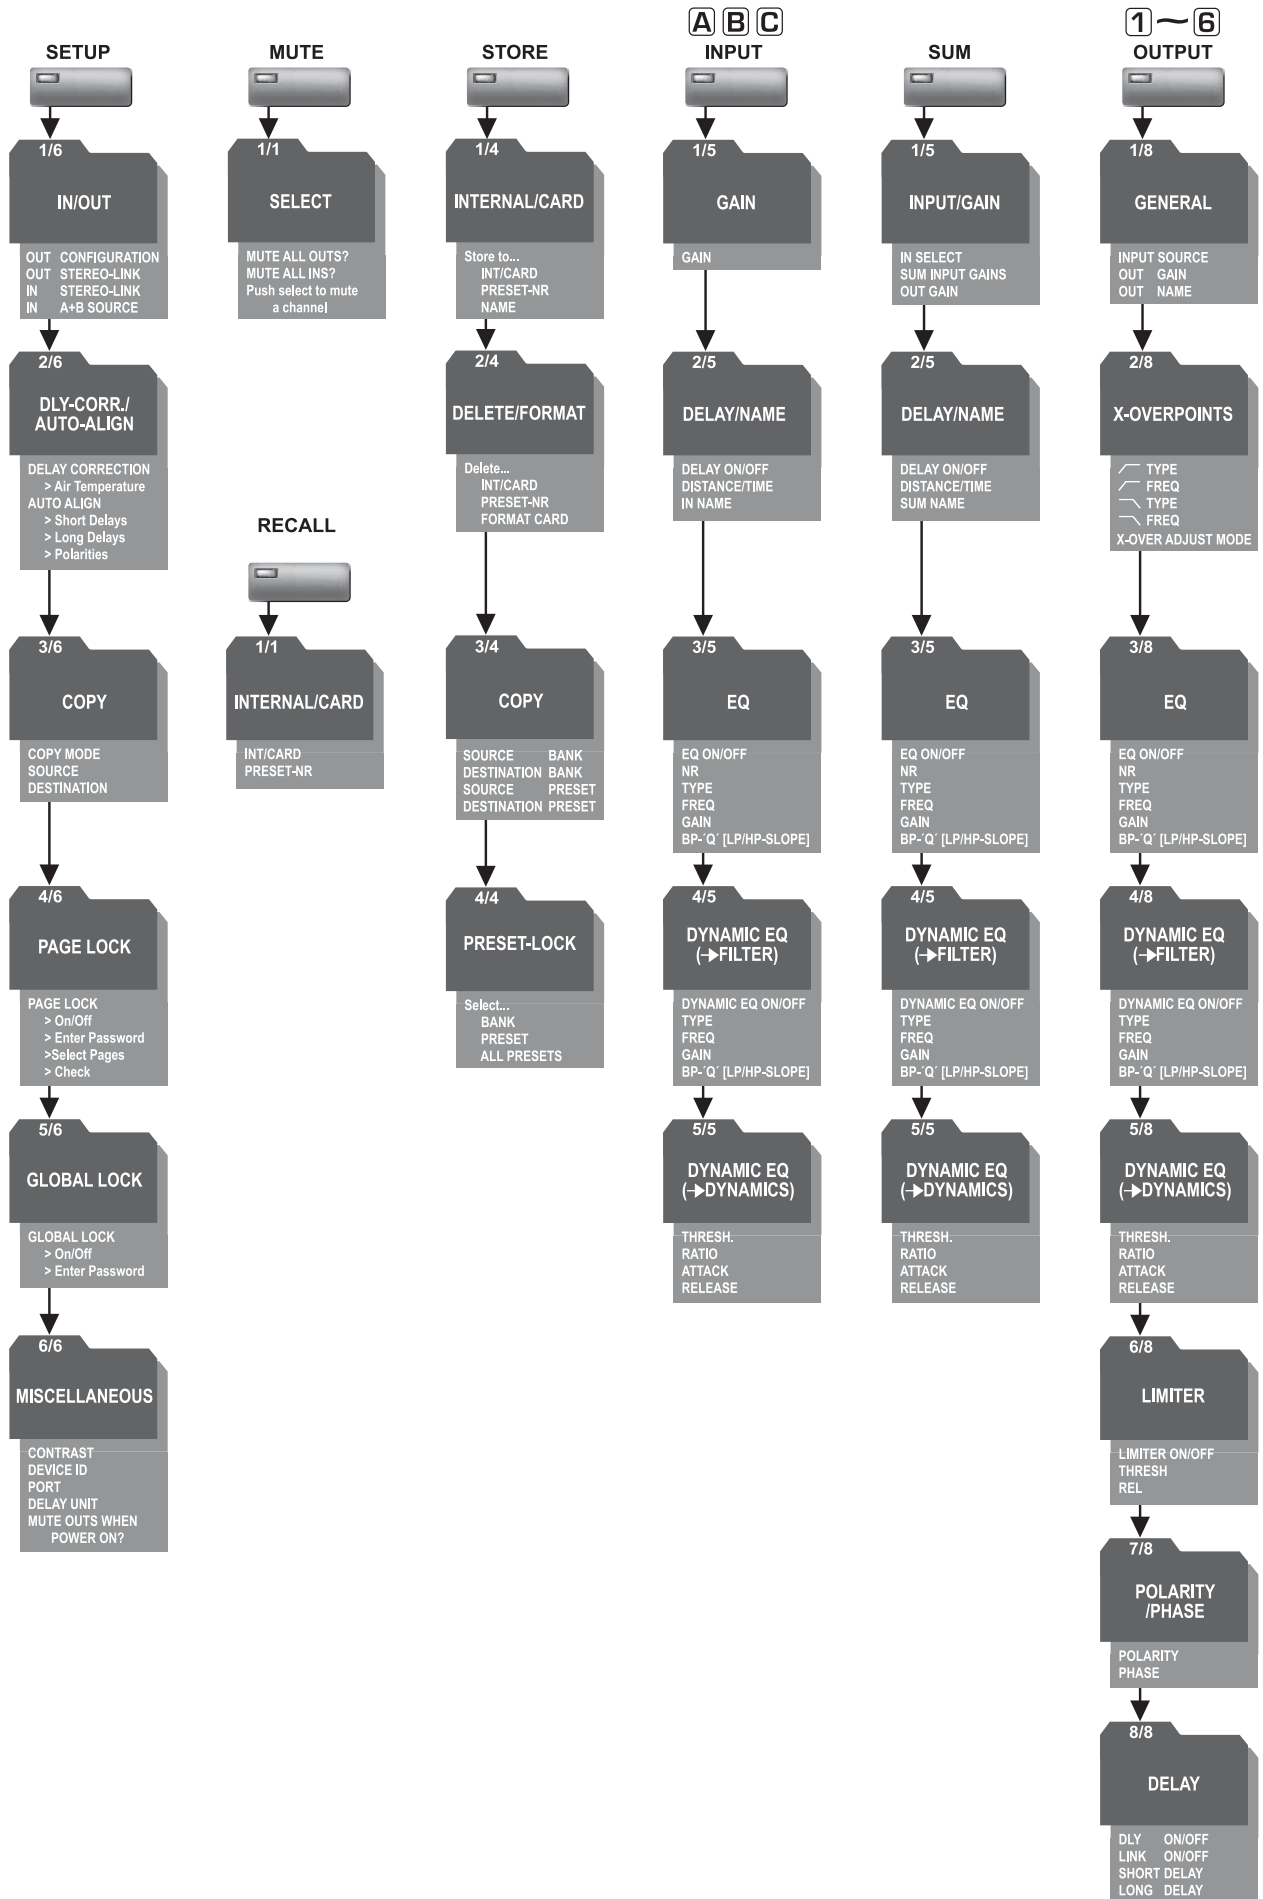 SETUP
1/6
IN/OUT
OUT CONFIGURATION
OUT STEREO-LINK
IN STEREO-LINK
IN A+B SOURCE
2/6
DLY-CORR./
AUTO-ALIGN
DELAY CORRECTION
> Air Temperature
AUTO ALIGN
> Short Delays
> Long Delays
> Polarities
3/6
COPY
COPY MODE
SOURCE
DESTINATION
4/6
PAGE LOCK
PAGE LOCK
> On/Off
> Enter Password
>Select Pages
> Check
5/6
GLOBAL LOCK
GLOBAL LOCK
> On/Off
> Enter Password
6/6
MISCELLANEOUS
CONTRAST
DEVICE ID
PORT
DELAY UNIT
MUTE OUTS WHEN
POWER ON?
MUTE
1/1
SELECT
MUTE ALL OUTS?
MUTE ALL INS?
Push select to mute
a channel
RECALL
1/1
INTERNAL/CARD
INT/CARD
PRESET-NR
STORE
1/4
INTERNAL/CARD
Store to...
INT/CARD
PRESET-NR
NAME
2/4
DELETE/FORMAT
Delete...
INT/CARD
PRESET-NR
FORMAT CARD
3/4
COPY
SOURCE BANK
DESTINATION BANK
SOURCE PRESET
DESTINATION PRESET
4/4
PRESET-LOCK
Select...
BANK
PRESET
ALL PRESETS
A B C
INPUT
1/5
GAIN
GAIN
2/5
DELAY/NAME
DELAY ON/OFF
DISTANCE/TIME
IN NAME
3/5
EQ
EQ ON/OFF
NR
TYPE
FREQ
GAIN
BP-´Q´ [LP/HP-SLOPE]
4/5
DYNAMIC EQ
(→FILTER)
DYNAMIC EQ ON/OFF
TYPE
FREQ
GAIN
BP-´Q´ [LP/HP-SLOPE]
5/5
DYNAMIC EQ
(→DYNAMICS)
THRESH.
RATIO
ATTACK
RELEASE
SUM
1/5
INPUT/GAIN
IN SELECT
SUM INPUT GAINS
OUT GAIN
2/5
DELAY/NAME
DELAY ON/OFF
DISTANCE/TIME
SUM NAME
3/5
EQ
EQ ON/OFF
NR
TYPE
FREQ
GAIN
BP-´Q´ [LP/HP-SLOPE]
4/5
DYNAMIC EQ
(→FILTER)
DYNAMIC EQ ON/OFF
TYPE
FREQ
GAIN
BP-´Q´ [LP/HP-SLOPE]
5/5
DYNAMIC EQ
(→DYNAMICS)
THRESH.
RATIO
ATTACK
RELEASE
1~6
OUTPUT
1/8
GENERAL
INPUT SOURCE
OUT GAIN
OUT NAME
2/8
X-OVERPOINTS
TYPE
FREQ
TYPE
FREQ
X-OVER ADJUST MODE
3/8
EQ
EQ ON/OFF
NR
TYPE
FREQ
GAIN
BP-´Q´ [LP/HP-SLOPE]
4/8
DYNAMIC EQ
(→FILTER)
DYNAMIC EQ ON/OFF
TYPE
FREQ
GAIN
BP-´Q´ [LP/HP-SLOPE]
5/8
DYNAMIC EQ
(→DYNAMICS)
THRESH.
RATIO
ATTACK
RELEASE
6/8
LIMITER
LIMITER ON/OFF
THRESH
REL
7/8
POLARITY
/PHASE
POLARITY
PHASE
8/8
DELAY
DLY ON/OFF
LINK ON/OFF
SHORT DELAY
LONG DELAY